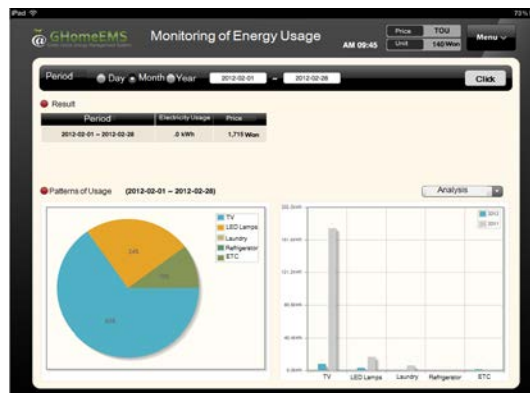 iPad
73%
@ GHomeEMS
Monitoring of Energy Usage
AM 09:45
Price TOU
Unit 140 Won
Menu
Period Day Month Year 2012-02-01 ~ 2012-02-28 Click
Result
Period Electricity Usage Price
2012-02-01 ~ 2012-02-28 .0 kWh 1,715 Won
Patterns of Usage (2012-02-01 ~ 2012-02-28)
Analysis
TV
LED Lamps
Laundry
Refrigerator
ETC
2012
2011
TV LED Lamps Laundry Refrigerator ETC